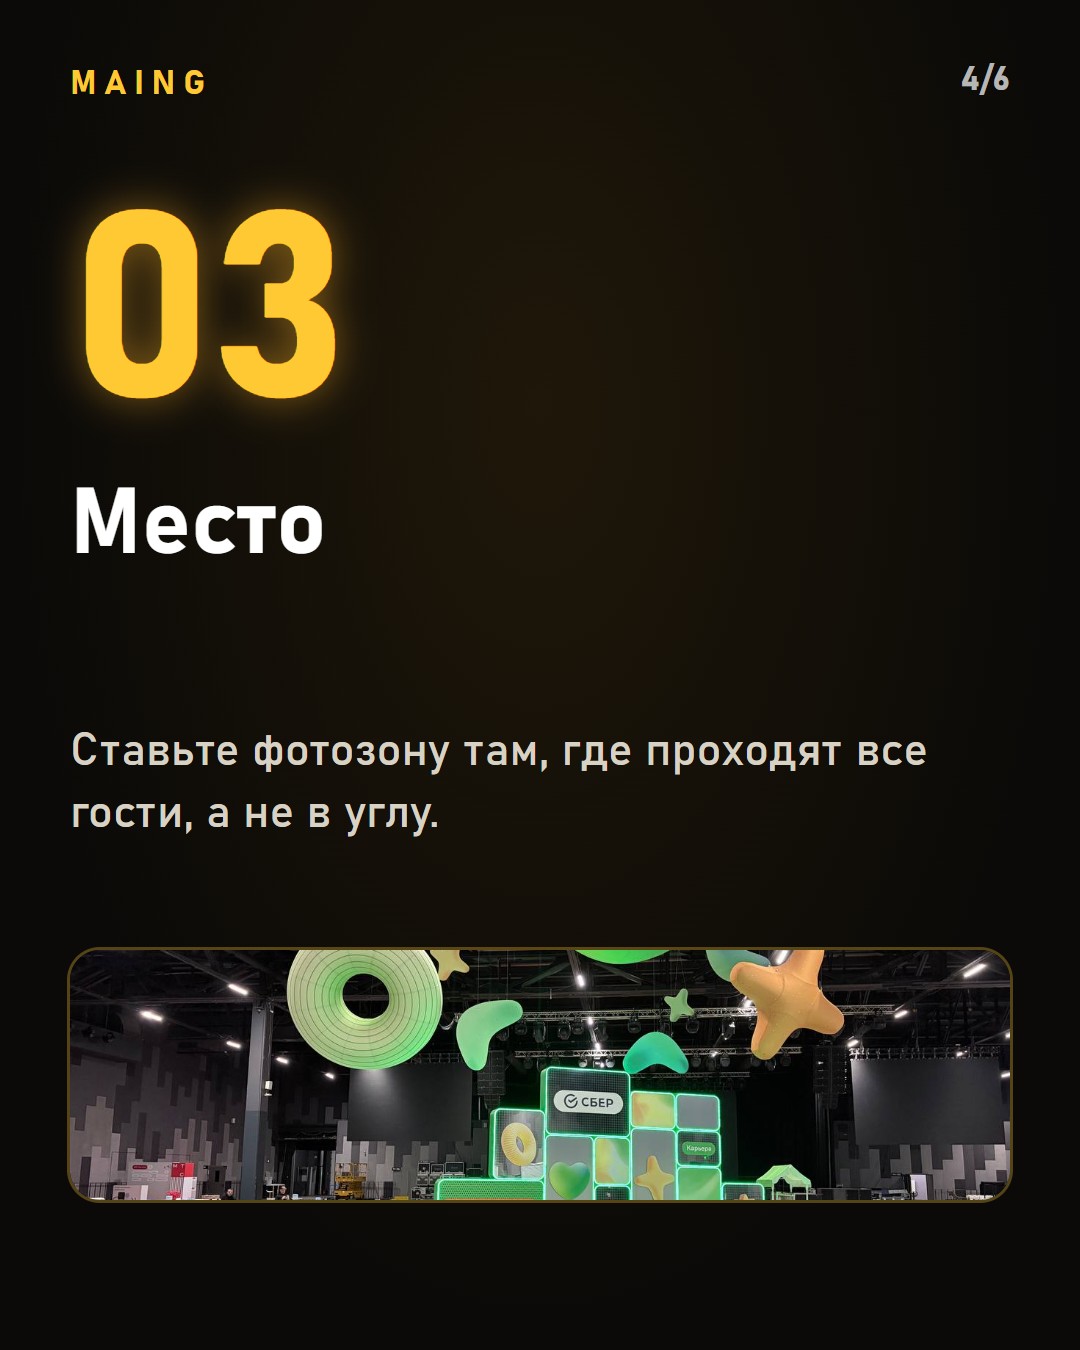 MAING
4/6
03
Место
Ставьте фотозону там, где проходят все
гости, а не в углу.
СБЕР
Карьера